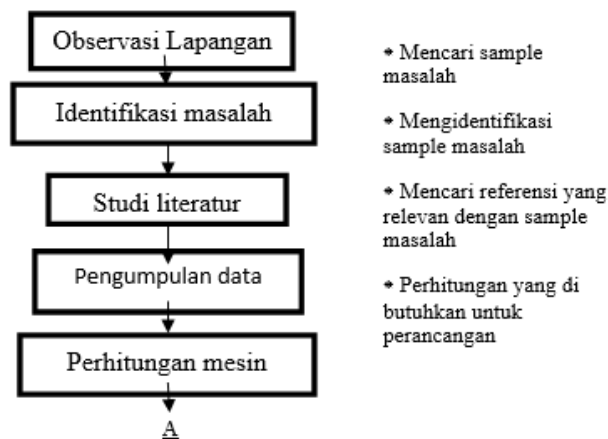 Observasi Lapangan
Identifikasi masalah
Studi literatur
Pengumpulan data
Perhitungan mesin
A
* Mencari sample
masalah
* Mengidentifikasi
sample masalah
* Mencari referensi yang
relevan dengan sample
masalah
* Perhitungan yang di
butuhkan untuk
perancangan